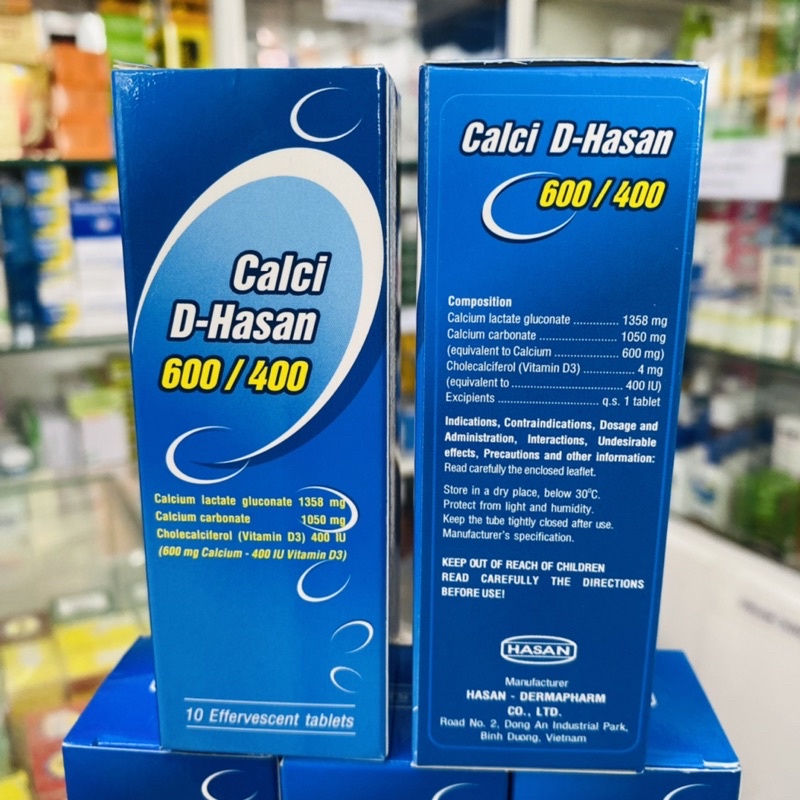 Calci
D-Hasan
600 / 400
Calcium lactate gluconate 1358 mg
Calcium carbonate 1050 mg
Cholecalciferol (Vitamin D3) 400 IU
(600 mg Calcium - 400 IU Vitamin D3)
10 Effervescent tablets
Calci D-Hasan
600 / 400
Composition
Calcium lactate gluconate .............. 1358 mg
Calcium carbonate ........................ 1050 mg
(equivalent to Calcium ................... 600 mg)
Cholecalciferol (Vitamin D3) ................ 4 mg
(equivalent to .................................. 400 IU)
Excipients ............................... q.s. 1 tablet
Indications, Contraindications, Dosage and
Administration, Interactions, Undesirable
effects, Precautions and other information:
Read carefully the enclosed leaflet.
Store in a dry place, below 30°C.
Protect from light and humidity.
Keep the tube tightly closed after use.
Manufacturer's specification.
KEEP OUT OF REACH OF CHILDREN
READ CAREFULLY THE DIRECTIONS
BEFORE USE!
HASAN
Manufacturer
HASAN - DERMAPHARM
CO., LTD.
Road No. 2, Dong An Industrial Park,
Binh Duong, Vietnam